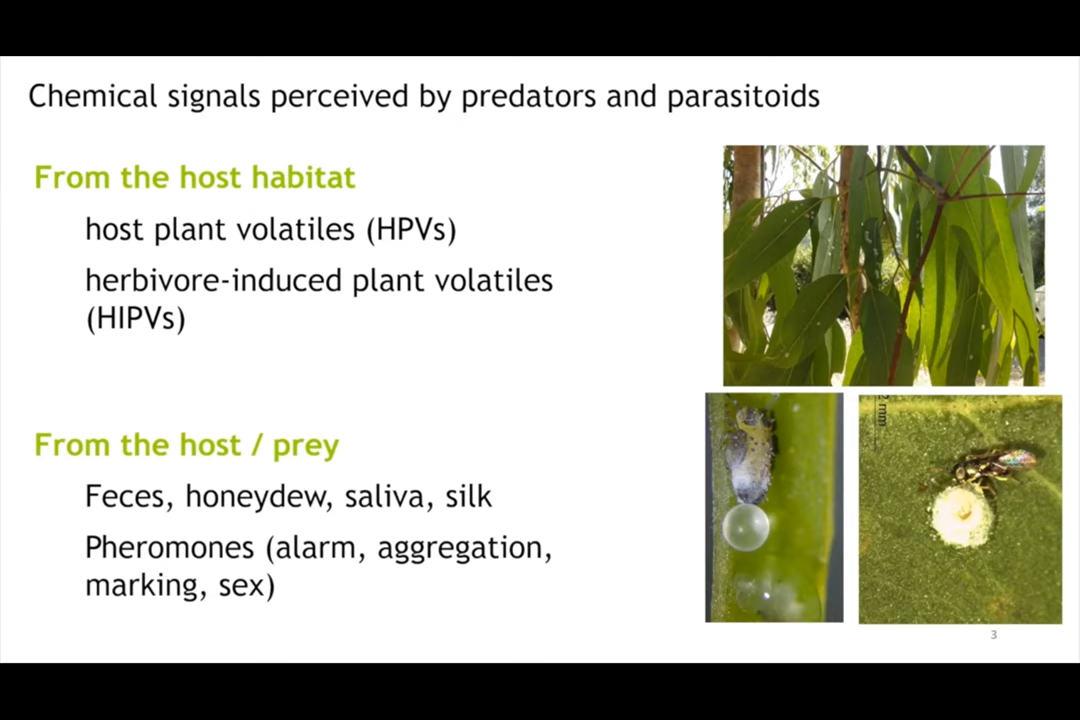 Chemical signals perceived by predators and parasitoids
From the host habitat
host plant volatiles (HPVs)
herbivore-induced plant volatiles
(HIPVs)
From the host / prey
Feces, honeydew, saliva, silk
Pheromones (alarm, aggregation,
marking, sex)
2 mm
3